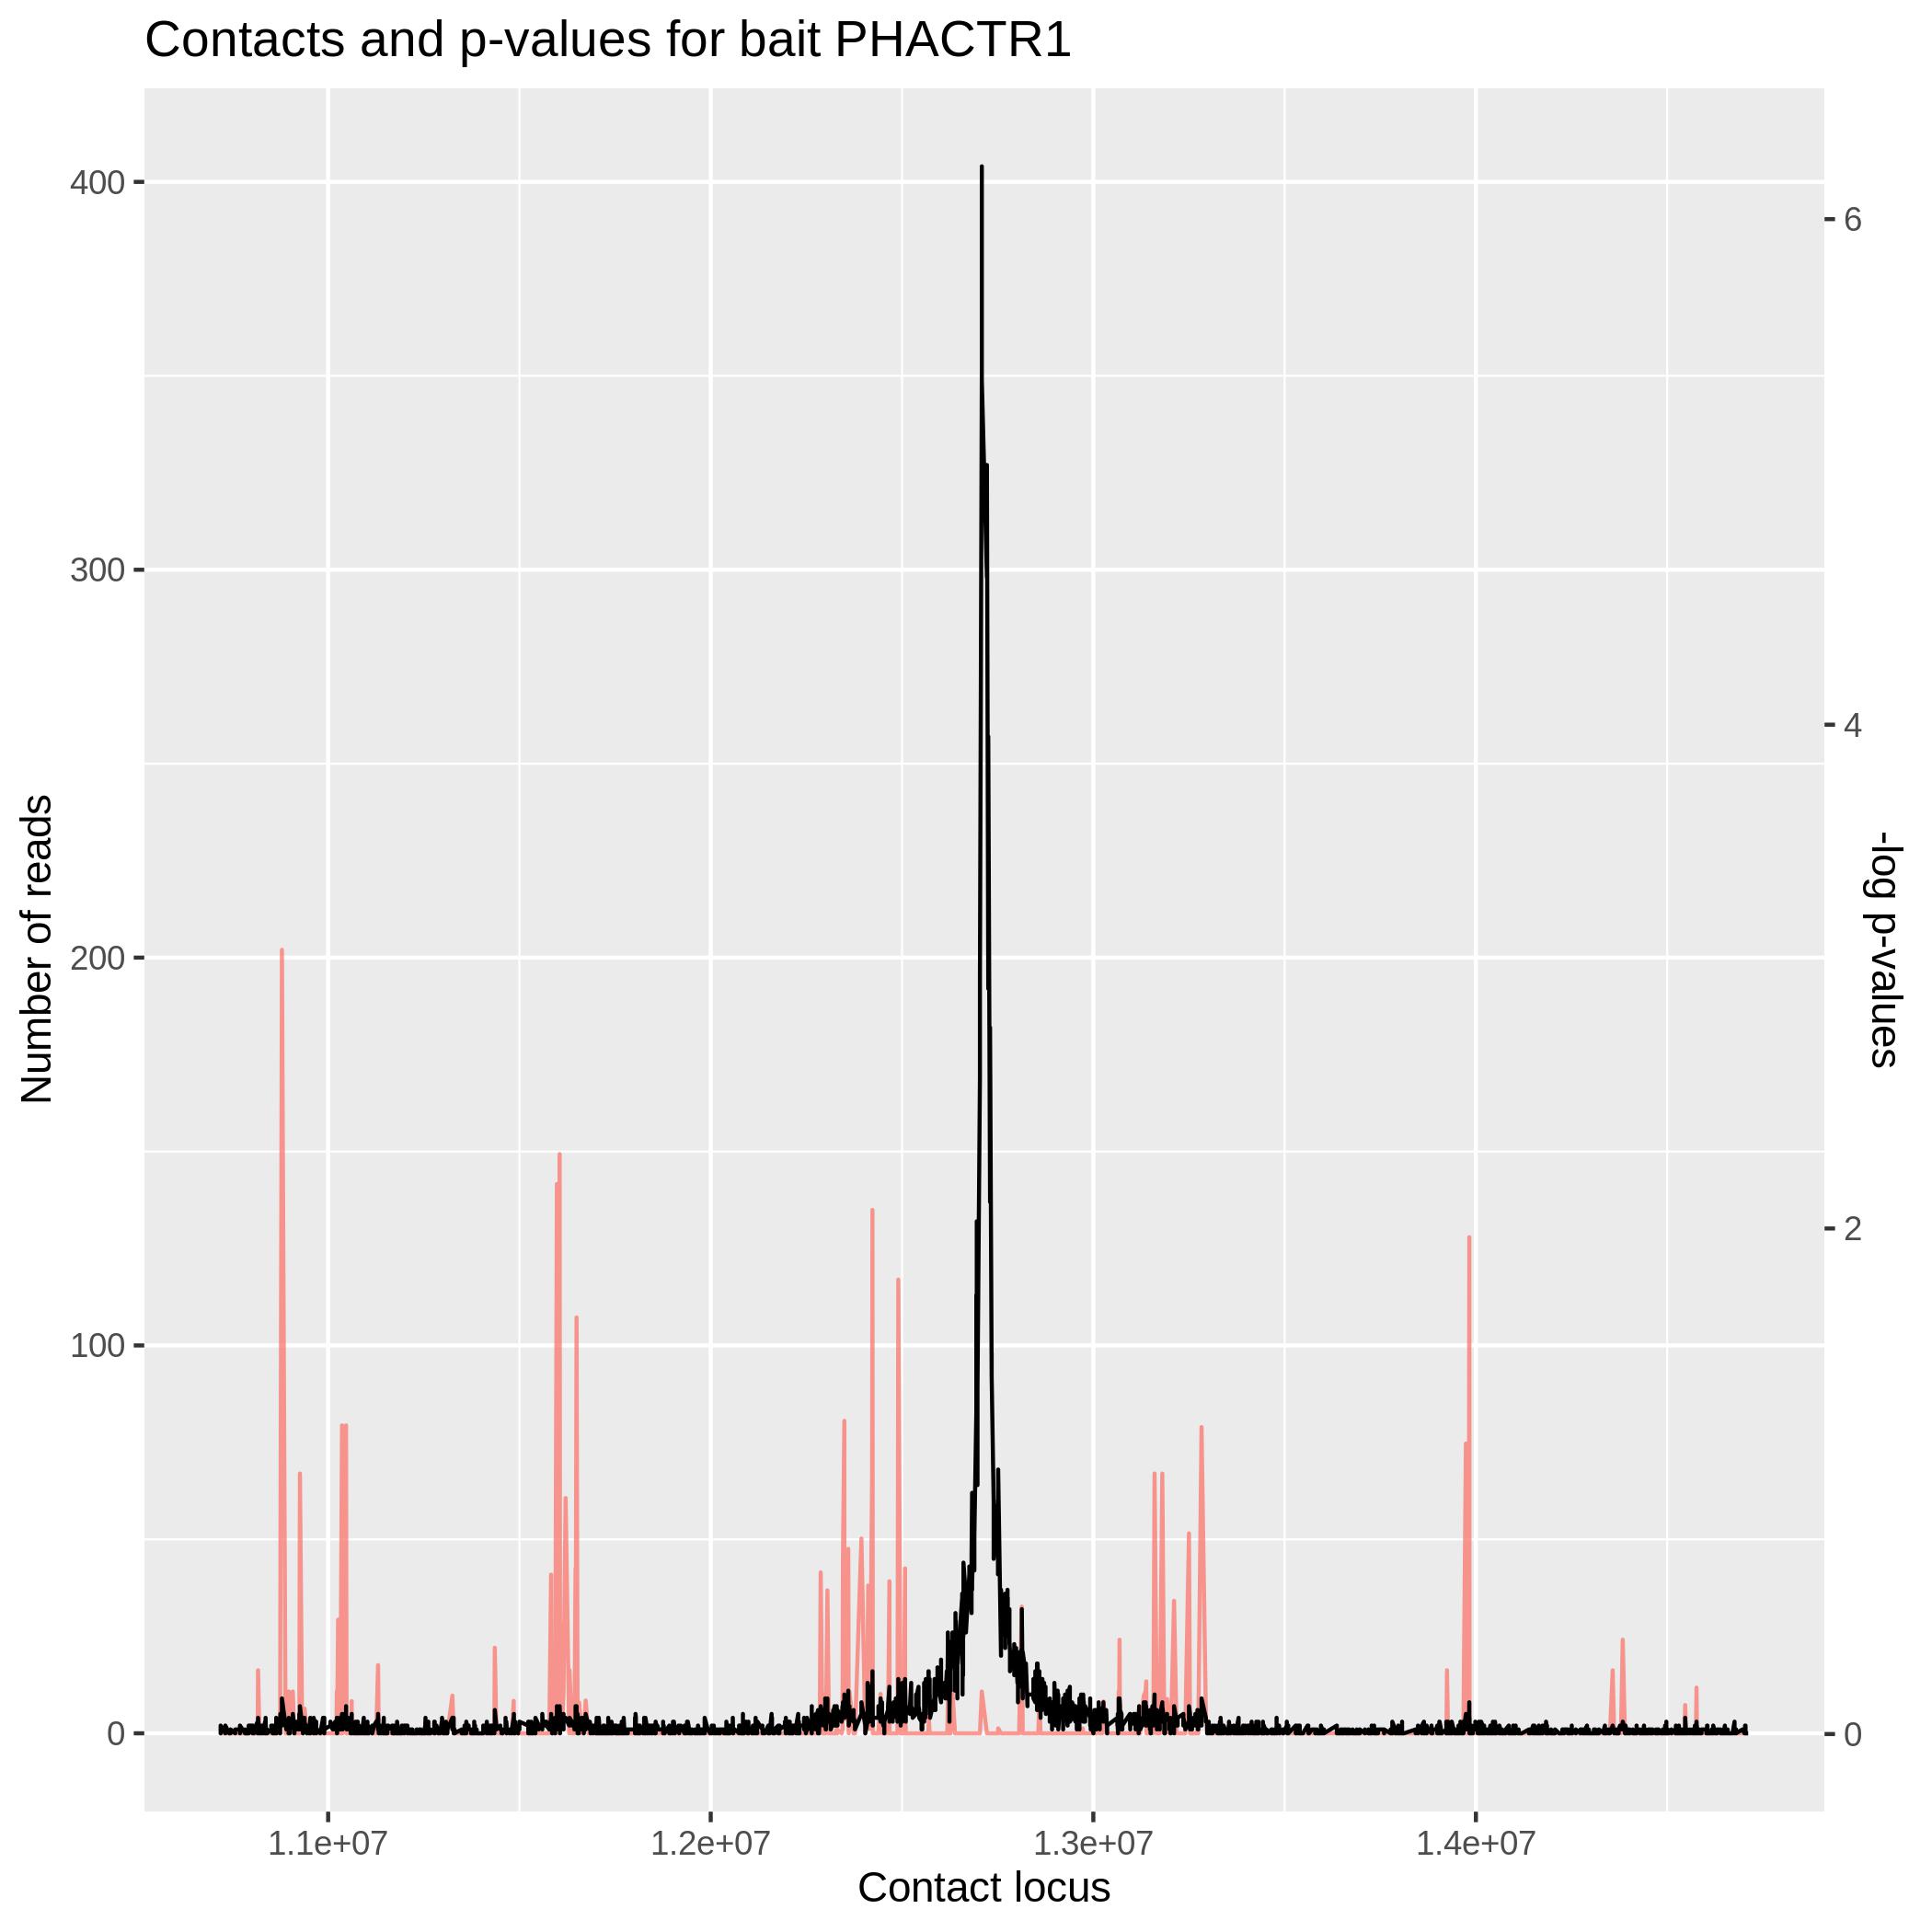 Contacts and p-values for bait PHACTR1
400
300
200
100
0
Number of reads
6
4
2
0
-log p-values
1.1e+07 1.2e+07 1.3e+07 1.4e+07
Contact locus